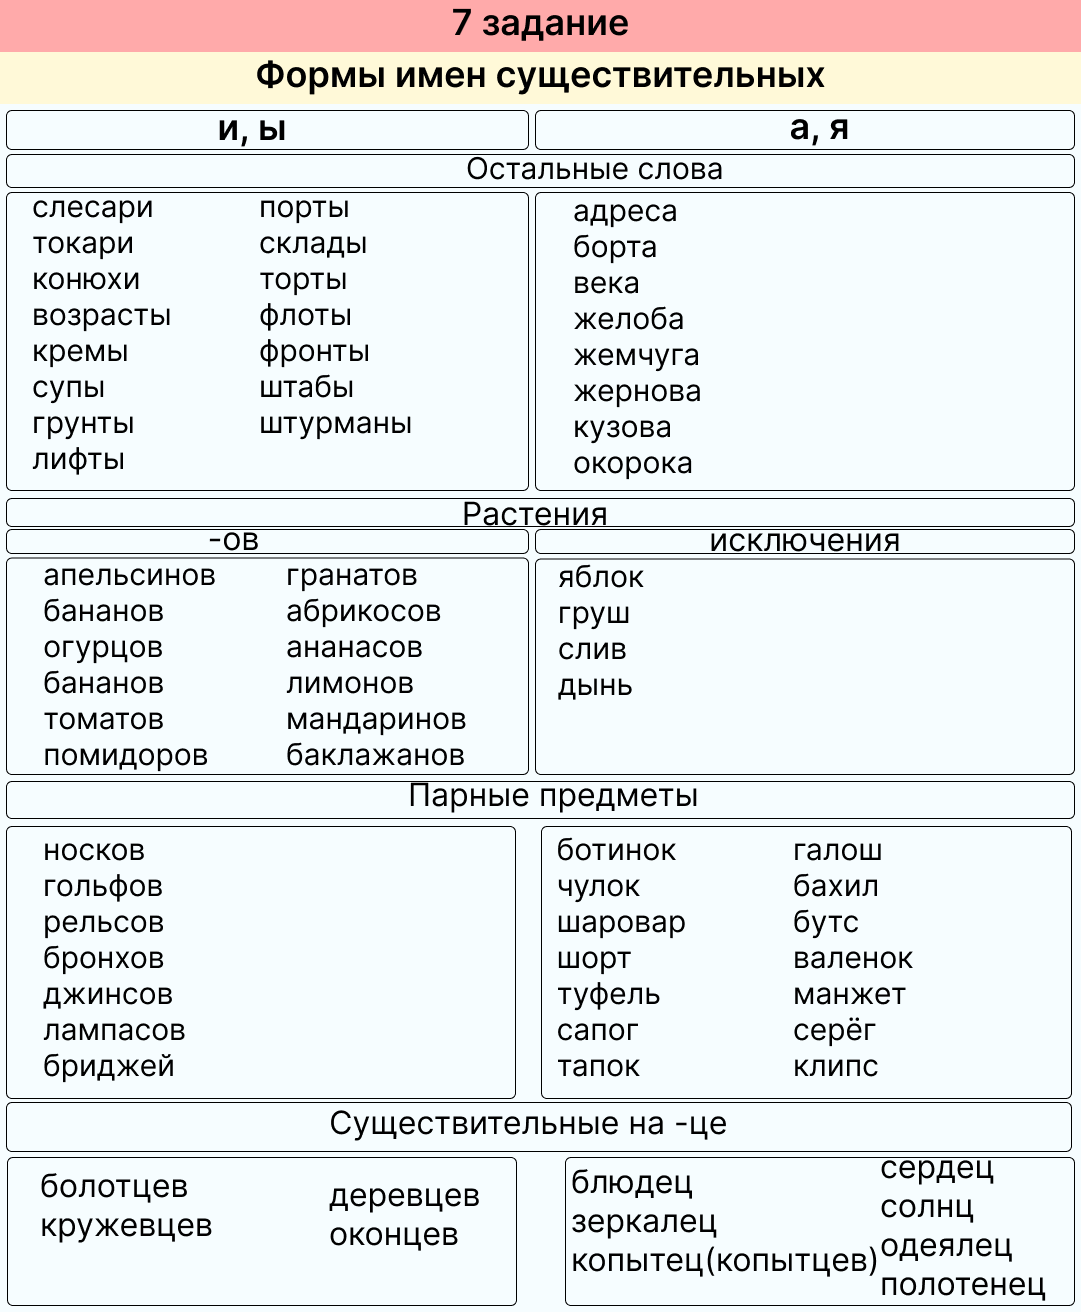 7 задание
Формы имен существительных
и, ы
а, я
Остальные слова
слесари
токари
конюхи
возрасты
кремы
супы
грунты
лифты
порты
склады
торты
флоты
фронты
штабы
штурманы
адреса
борта
века
желоба
жемчуга
жернова
кузова
окорока
Растения
-ов
исключения
апельсинов
бананов
огурцов
бананов
томатов
помидоров
гранатов
абрикосов
ананасов
лимонов
мандаринов
баклажанов
яблок
груш
слив
дынь
Парные предметы
носков
гольфов
рельсов
бронхов
джинсов
лампасов
бриджей
ботинок
чулок
шаровар
шорт
туфель
сапог
тапок
галош
бахил
бутс
валенок
манжет
серёг
клипс
Существительные на -це
болотцев
кружевцев
деревцев
оконцев
блюдец
зеркалец
копытец(копытцев)
сердец
солнц
одеялец
полотенец